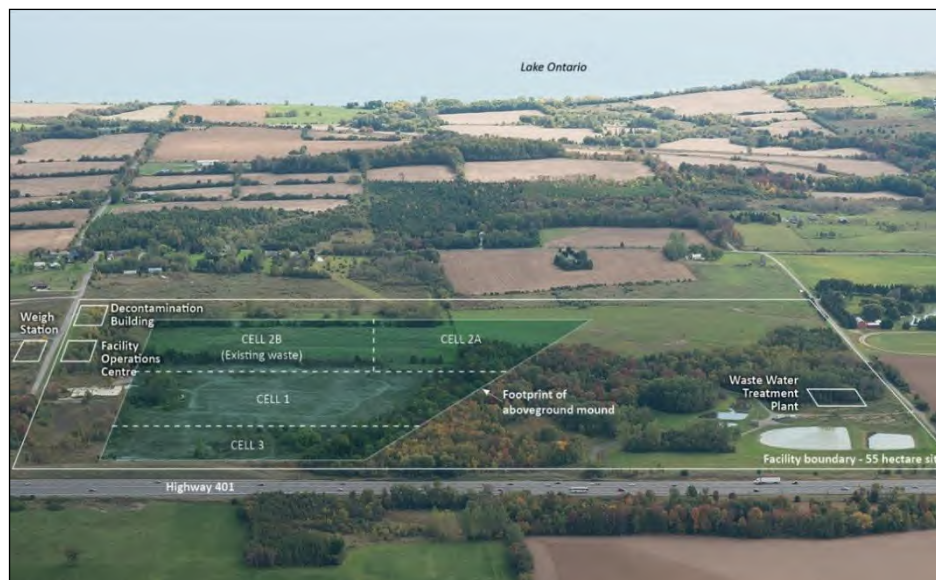 Lake Ontario
Weigh
Station
Decontamination
Building
Facility
Operations
Centre
CELL 2B
(Existing waste)
CELL 2A
CELL 1
CELL 3
Footprint of
aboveground mound
Waste Water
Treatment
Plant
Facility boundary - 55 hectare sit
Highway 401